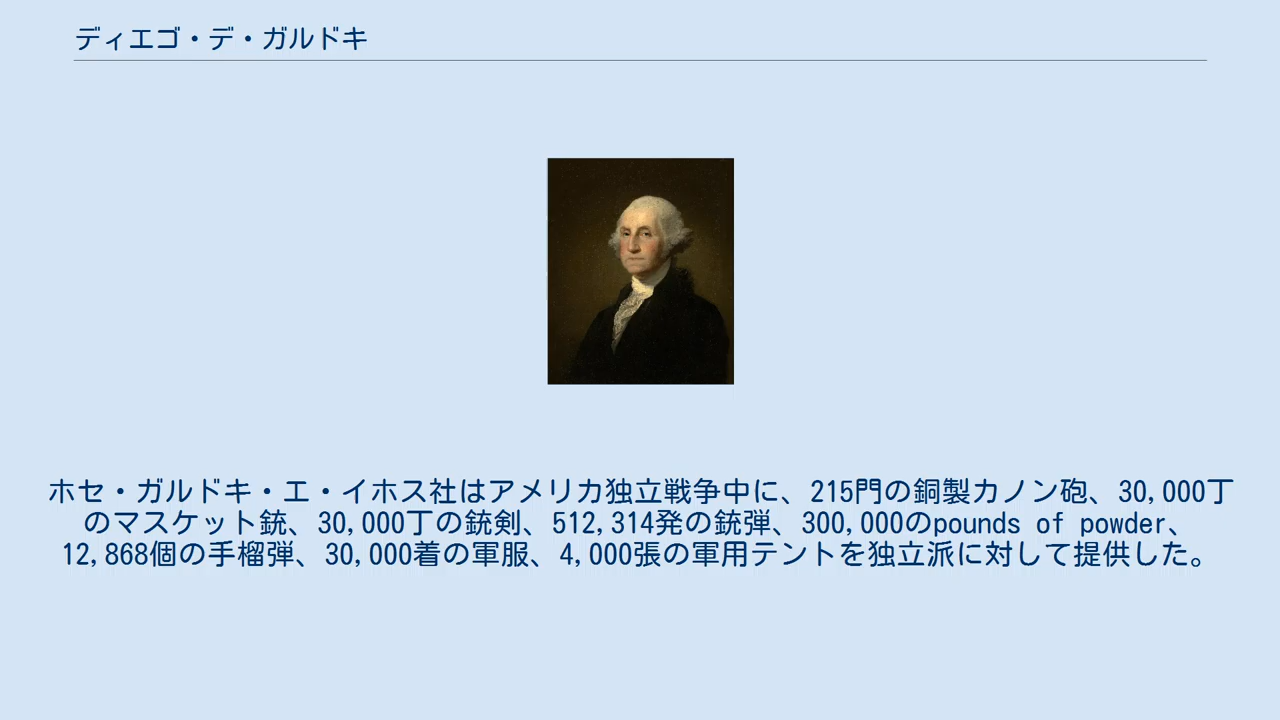 ディエゴ・デ・ガルドキ
ホセ・ガルドキ・エ・イホス社はアメリカ独立戦争中に、215門の銅製カノン砲、30,000丁
のマスケット銃、30,000丁の銃剣、512,314発の銃弾、300,000のpounds of powder、
12,868個の手榴弾、30,000着の軍服、4,000張の軍用テントを独立派に対して提供した。